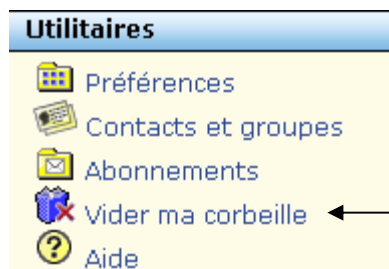 Utilitaires
Préférences
Contacts et groupes
Abonnements
Vider ma corbeille
Aide